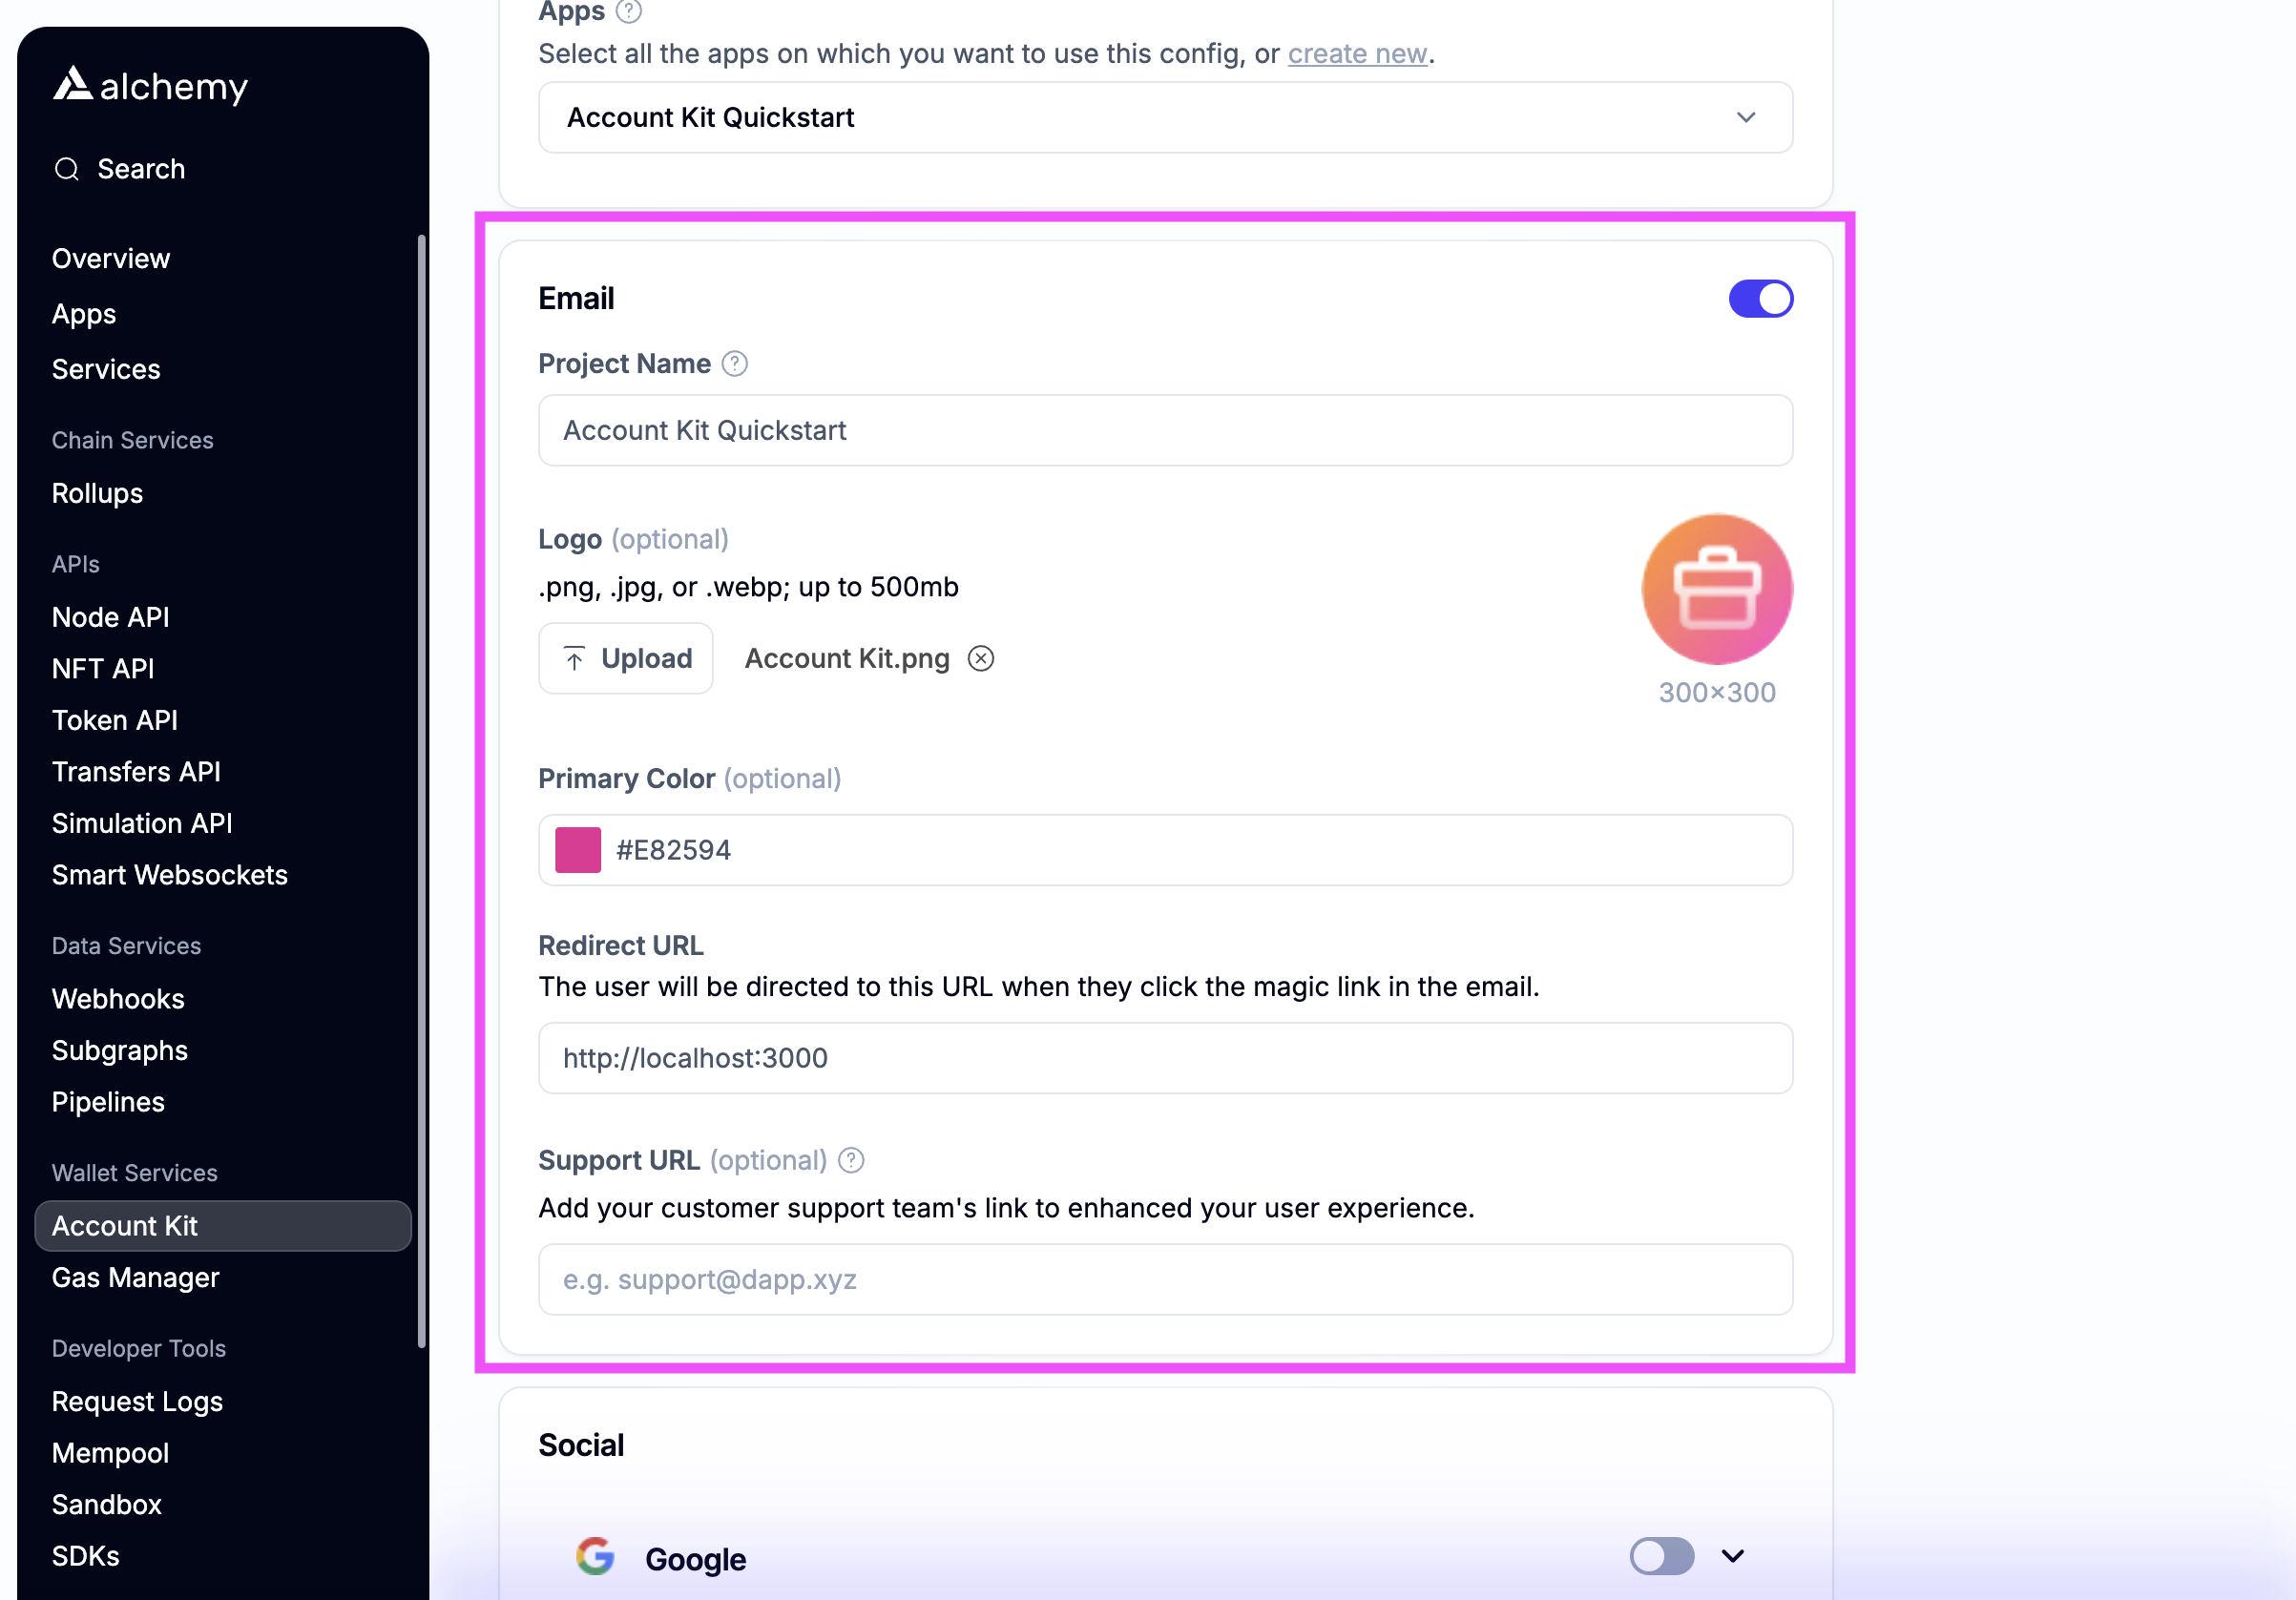 alchemy
Search
Overview
Apps
Services
Chain Services
Rollups
APIs
Node API
NFT API
Token API
Transfers API
Simulation API
Smart Websockets
Data Services
Webhooks
Subgraphs
Pipelines
Wallet Services
Account Kit
Gas Manager
Developer Tools
Request Logs
Mempool
Sandbox
SDKs
Apps ?
Select all the apps on which you want to use this config, or create new.
Account Kit Quickstart
Email
Project Name ?
Account Kit Quickstart
Logo (optional)
.png, .jpg, or .webp; up to 500mb
Upload Account Kit.png
300×300
Primary Color (optional)
#E82594
Redirect URL
The user will be directed to this URL when they click the magic link in the email.
http://localhost:3000
Support URL (optional) ?
Add your customer support team's link to enhanced your user experience.
e.g. support@dapp.xyz
Social
Google